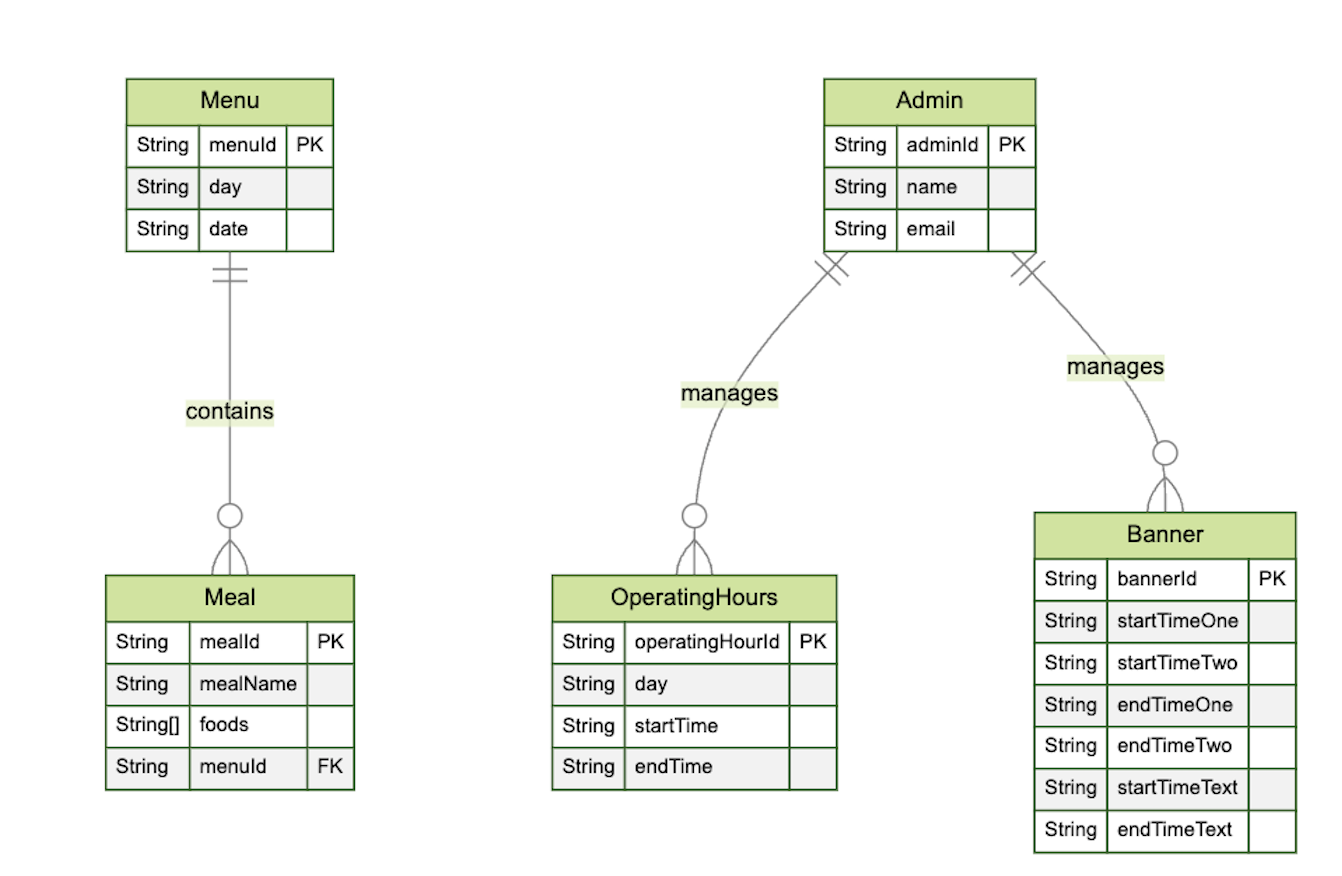 Menu
String menuId PK
String day
String date
contains
Meal
String mealId PK
String mealName
String[] foods
String menuId FK
Admin
String adminId PK
String name
String email
manages
manages
OperatingHours
String operatingHourId PK
String day
String startTime
String endTime
Banner
String bannerId PK
String startTimeOne
String startTimeTwo
String endTimeOne
String endTimeTwo
String startTimeText
String endTimeText